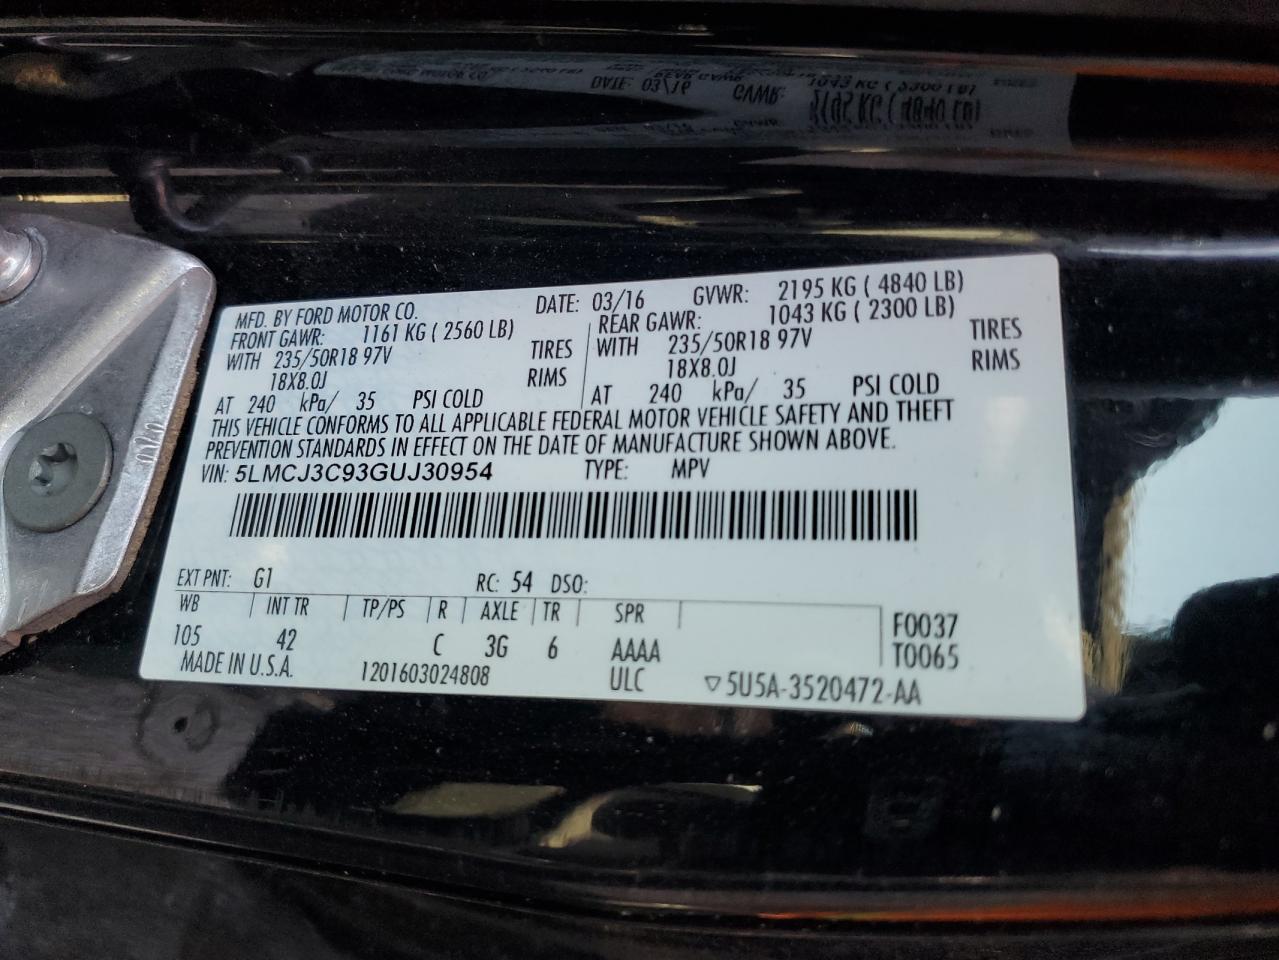 MFD. BY FORD MOTOR CO. DATE: 03/16 GVWR: 2195 KG ( 4840 LB)
FRONT GAWR: 1161 KG ( 2560 LB) REAR GAWR: 1043 KG ( 2300 LB)
WITH 235/50R18 97V TIRES WITH 235/50R18 97V TIRES
18X8.0J RIMS 18X8.0J RIMS
AT 240 kPa/ 35 PSI COLD AT 240 kPa/ 35 PSI COLD
THIS VEHICLE CONFORMS TO ALL APPLICABLE FEDERAL MOTOR VEHICLE SAFETY AND THEFT
PREVENTION STANDARDS IN EFFECT ON THE DATE OF MANUFACTURE SHOWN ABOVE.
VIN: 5LMCJ3C93GUJ30954 TYPE: MPV
EXT PNT: G1 RC: 54 DSO:
WB INT TR TP/PS R AXLE TR SPR F0037
105 42 C 3G 6 AAAA T0065
MADE IN U.S.A. 1201603024808 ULC ▽5U5A-3520472-AA